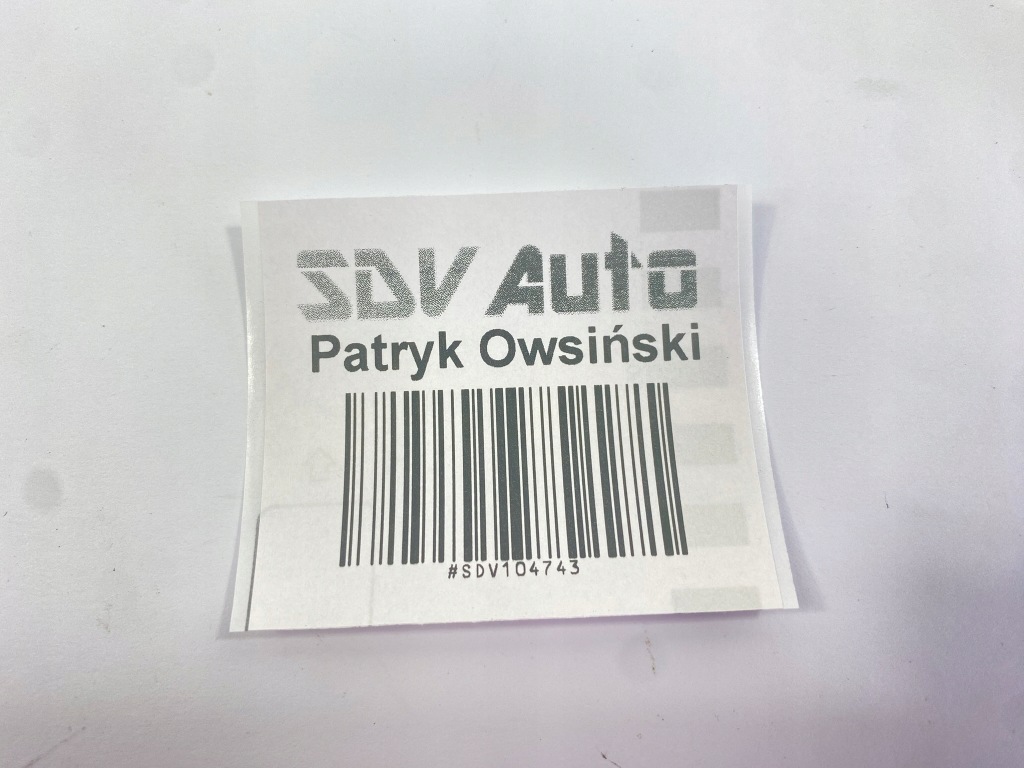 SDV Auto
Patryk Owsiński
#SDV104743